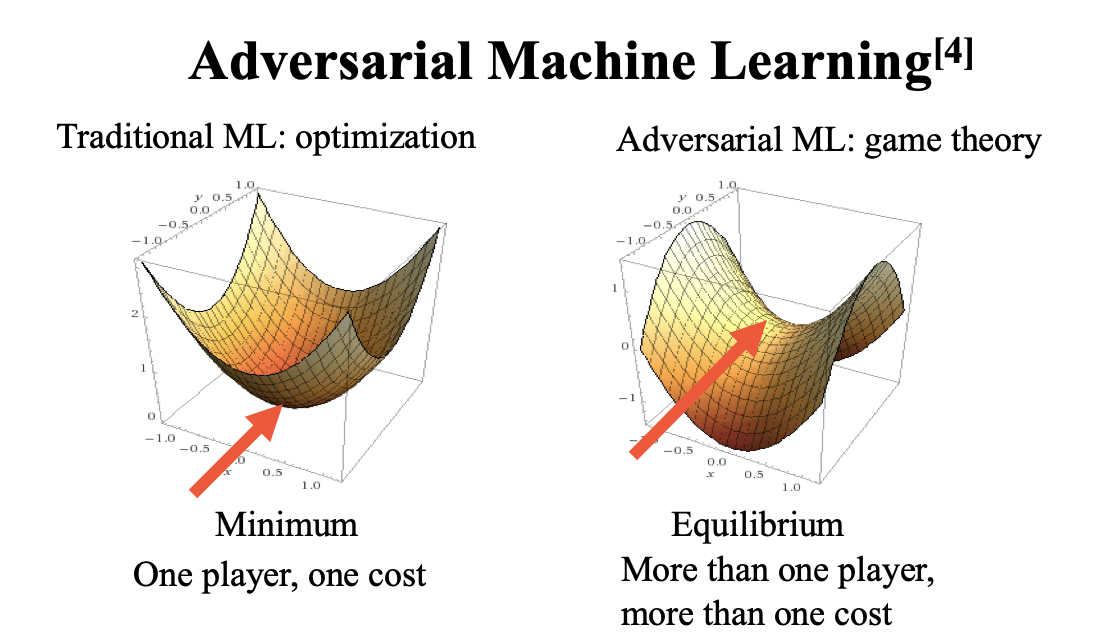 Adversarial Machine Learning[4]
Traditional ML: optimization
1.0
y 0.5
0.0
−0.5
−1.0
2
1
0
−1.0
−0.5
.0
x
0.5
1.0
Minimum
One player, one cost
Adversarial ML: game theory
1.0
y 0.5
0.0
−0.5
−1.0
1
0
−1
−0.5
0.0
x
0.5
1.0
Equilibrium
More than one player,
more than one cost